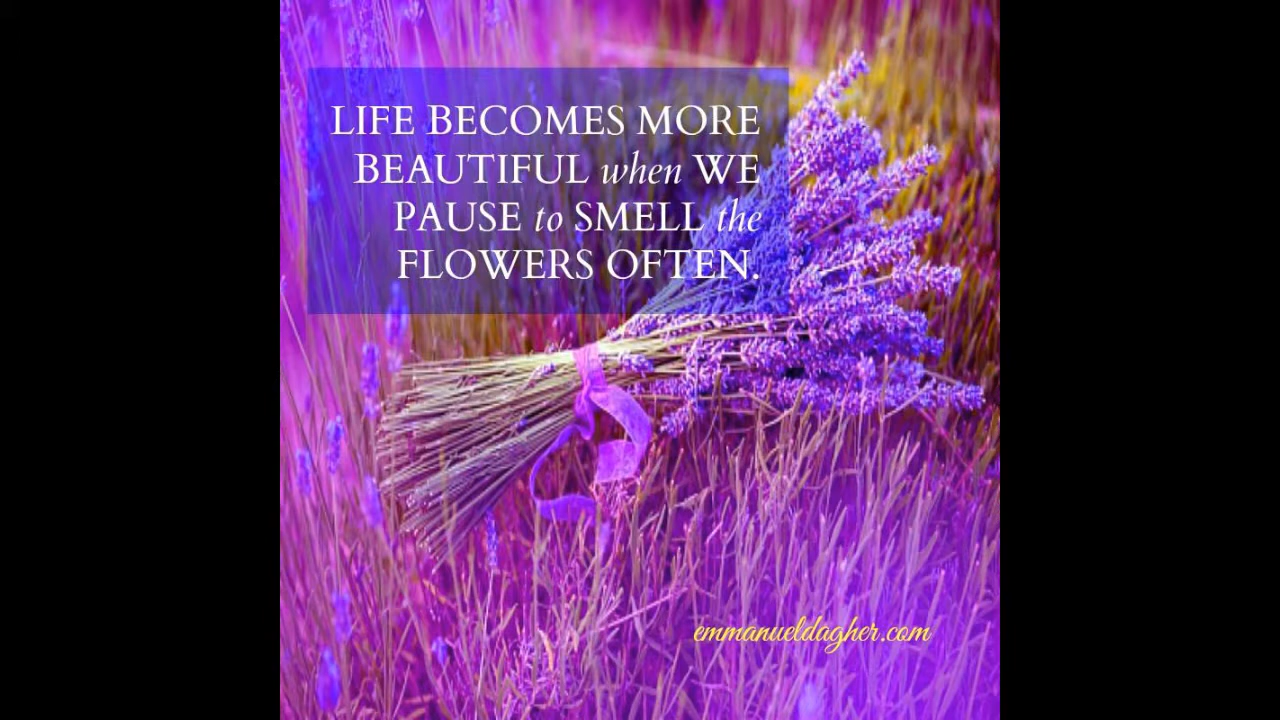 LIFE BECOMES MORE
BEAUTIFUL when WE
PAUSE to SMELL the
FLOWERS OFTEN.
emmanueldagher.com